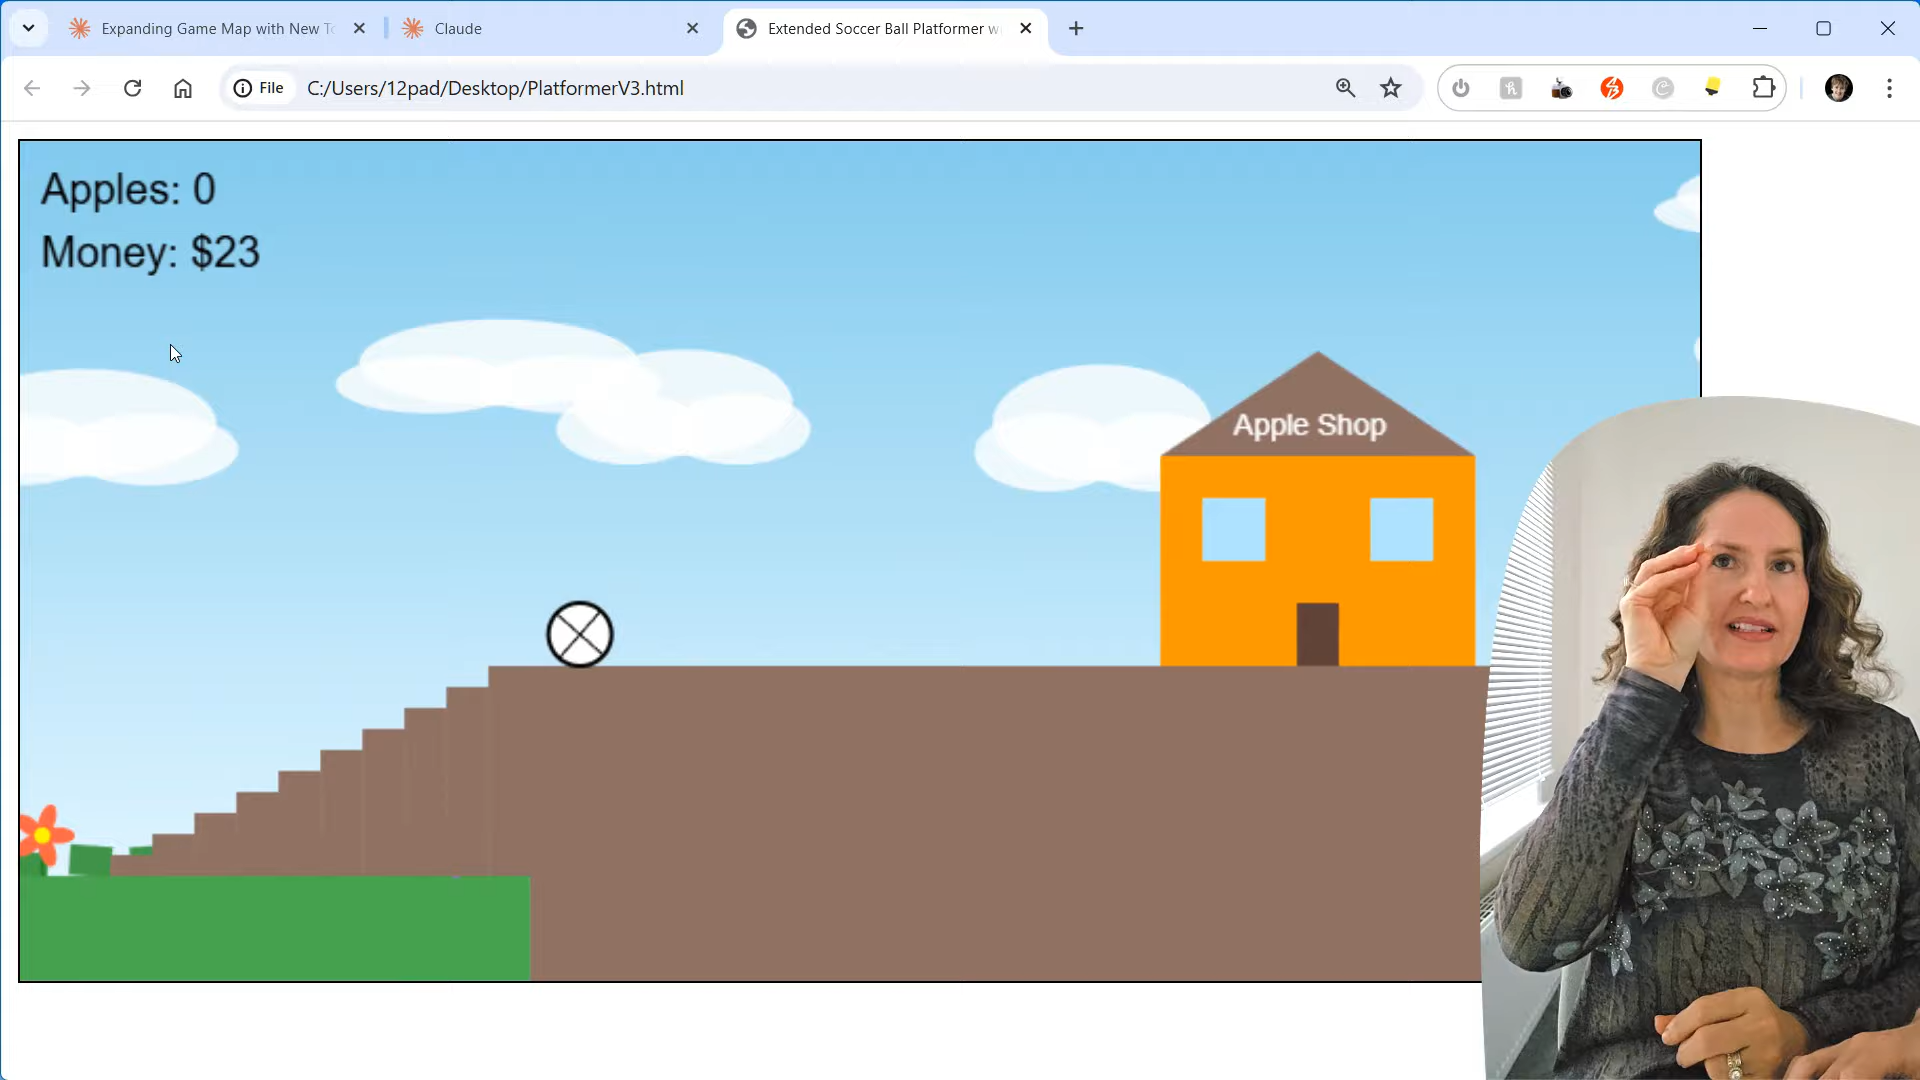 Expanding Game Map with New To
Claude
Extended Soccer Ball Platformer w
File
C:/Users/12pad/Desktop/PlatformerV3.html
Apples: 0
Money: $23
Apple Shop